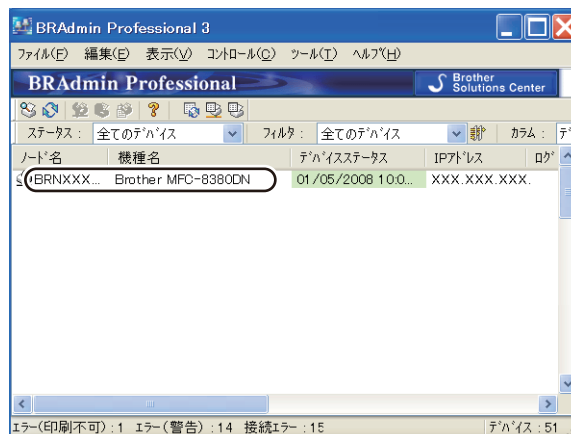 BRAdmin Professional 3
ファイル(F) 編集(E) 表示(V) コントロール(C) ツール(T) ヘルプ(H)
BRAdmin Professional Brother Solutions Center
ステータス: 全てのデバイス フィルタ: 全てのデバイス カラム:
ノード名 機種名 デバイスステータス IPアドレス ログ
BRNXXX... Brother MFC-8380DN 01/05/2008 10:0... XXX.XXX.XXX.
エラー(印刷不可):1 エラー(警告):14 接続エラー:15 デバイス:51